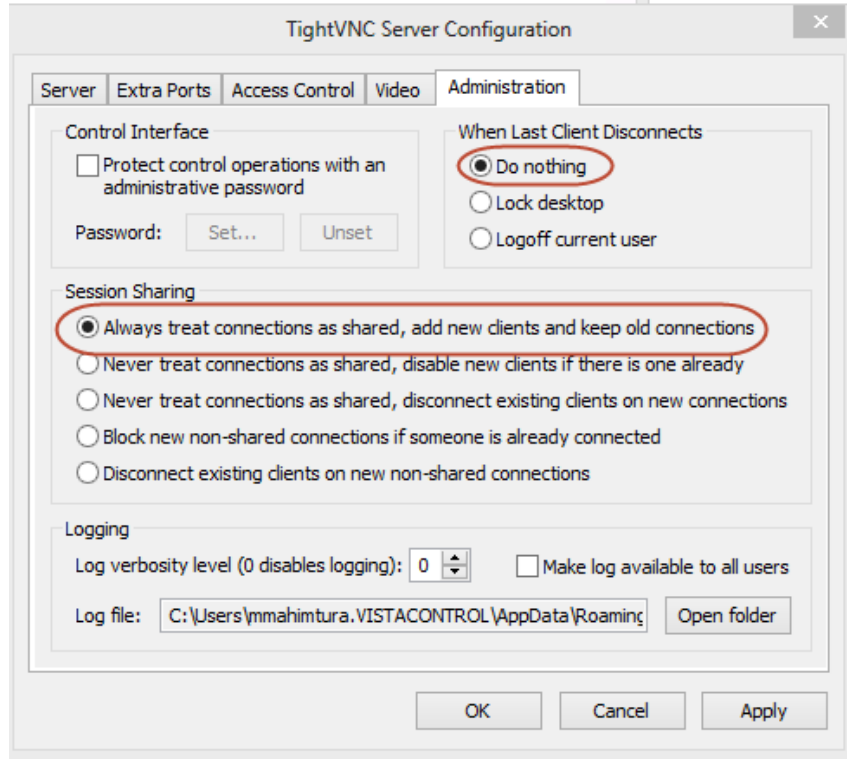 TightVNC Server Configuration
Server Extra Ports Access Control Video Administration
Control Interface
Protect control operations with an
administrative password
Password: Set... Unset
When Last Client Disconnects
Do nothing
Lock desktop
Logoff current user
Session Sharing
Always treat connections as shared, add new clients and keep old connections
Never treat connections as shared, disable new clients if there is one already
Never treat connections as shared, disconnect existing clients on new connections
Block new non-shared connections if someone is already connected
Disconnect existing clients on new non-shared connections
Logging
Log verbosity level (0 disables logging): 0 Make log available to all users
Log file: C:\Users\mmahimtura.VISTACONTROL\AppData\Roaming Open folder
OK Cancel Apply